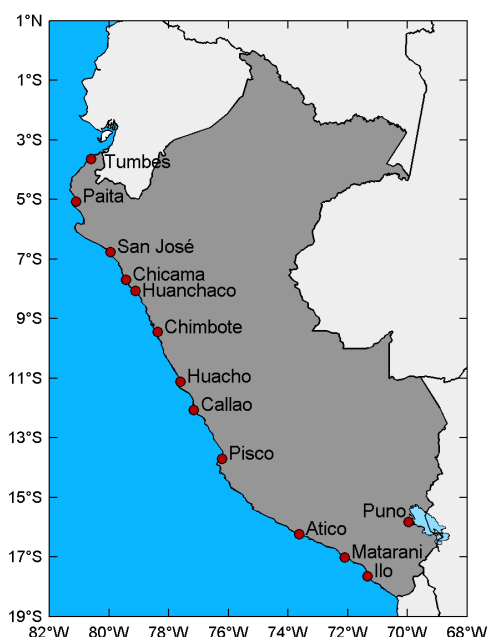 1°N
1°S
3°S
Tumbes
5°S
Paita
7°S
San José
Chicama
Huanchaco
9°S
Chimbote
11°S
Huacho
Callao
13°S
Pisco
15°S
Puno
Atico
17°S
Matarani
Ilo
19°S
82°W 80°W 78°W 76°W 74°W 72°W 70°W 68°W